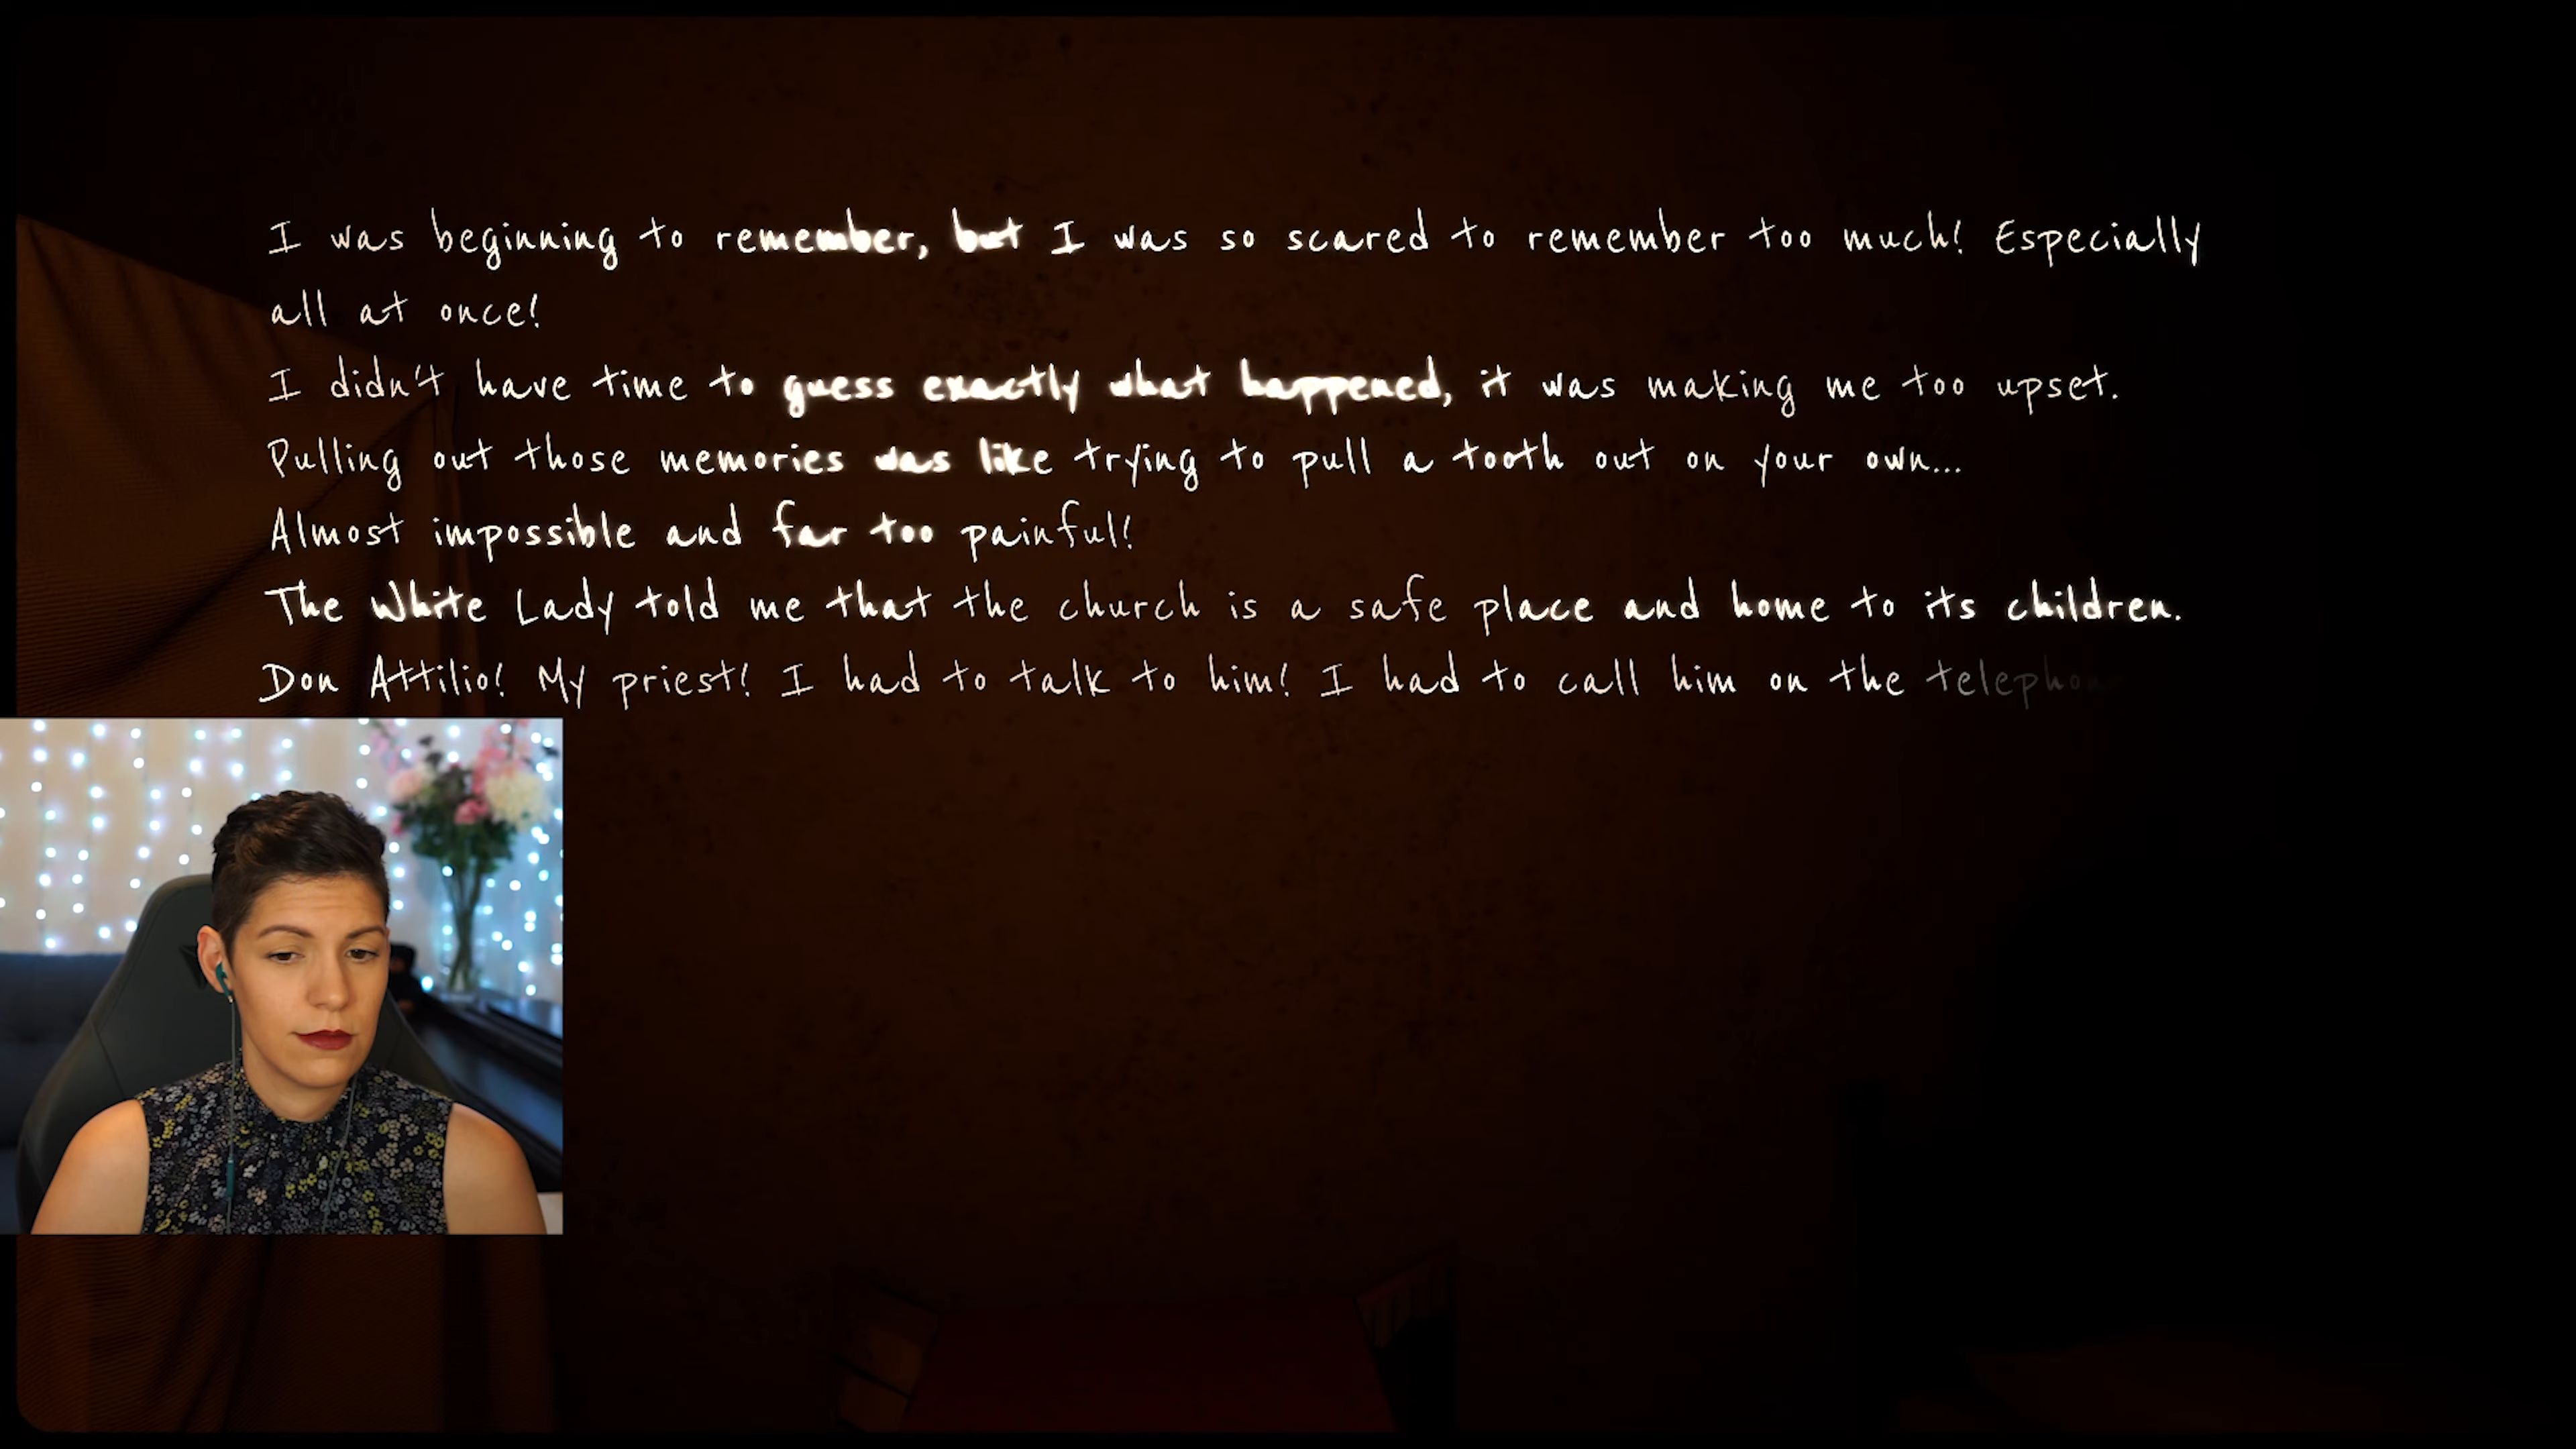 I was beginning to remember, but I was so scared to remember too much! Especially
all at once!
I didn't have time to guess exactly what happened, it was making me too upset.
Pulling out those memories was like trying to pull a tooth out on your own...
Almost impossible and far too painful!
The White Lady told me that the church is a safe place and home to its children.
Don Attilio! My priest! I had to talk to him! I had to call him on the